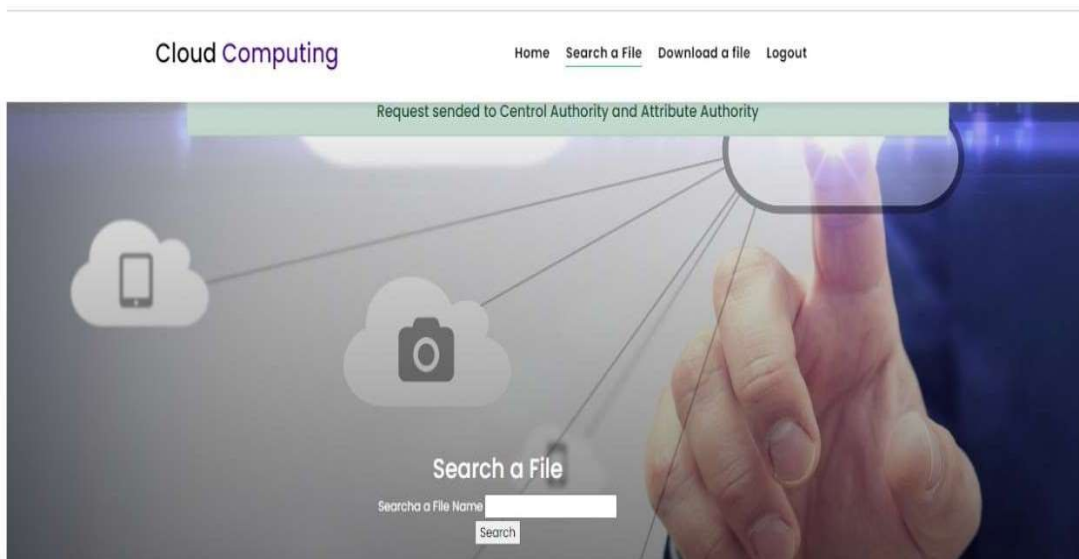 Cloud Computing
Home Search a File Download a file Logout
Request sended to Centrol Authority and Attribute Authority
Search a File
Searcha a File Name
Search